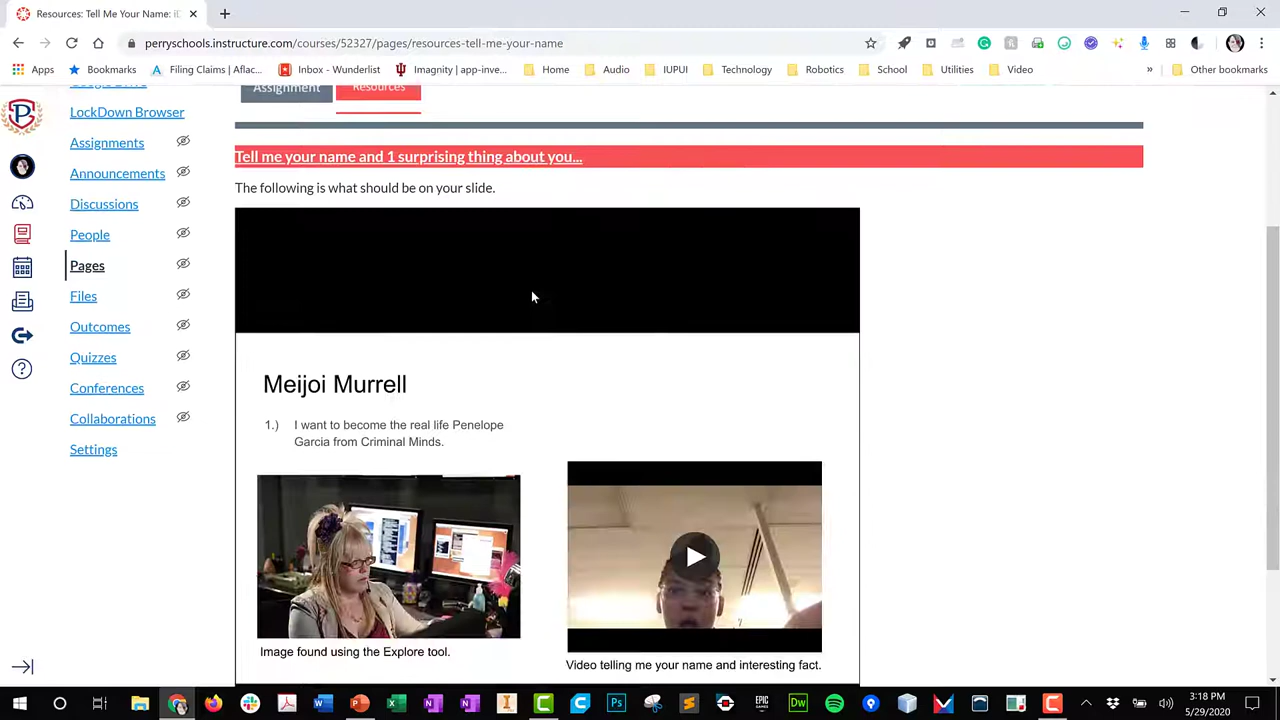 Resources: Tell Me Your Name: iD
perryschools.instructure.com/courses/52327/pages/resources-tell-me-your-name
Apps Bookmarks Filing Claims | Aflac... Inbox - Wunderlist Imagnity | app-inve... Home Audio IUPUI Technology Robotics School Utilities Video » Other bookmarks
Google Drive
Assignment Resources
LockDown Browser
Assignments
Announcements
Discussions
People
Pages
Files
Outcomes
Quizzes
Conferences
Collaborations
Settings
Tell me your name and 1 surprising thing about you...
The following is what should be on your slide.
Meijoi Murrell
1.) I want to become the real life Penelope
Garcia from Criminal Minds.
Image found using the Explore tool.
Video telling me your name and interesting fact.
3:18 PM
5/29/2020